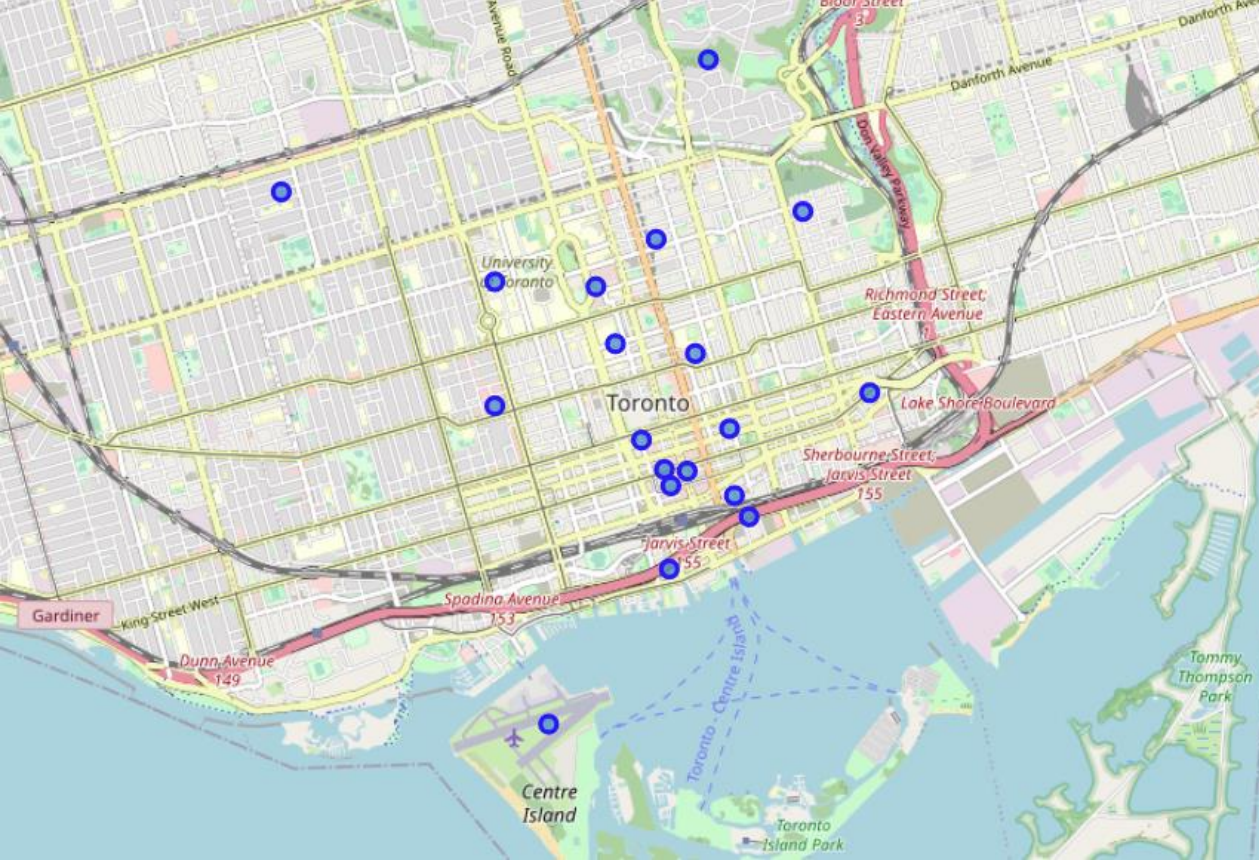 Bloor Street
3
Danforth Ave
Avenue Road
Danforth Avenue
Don Valley Parkway
University
Toronto
Richmond Street;
Eastern Avenue
Toronto
Lake Shore Boulevard
Sherbourne Street;
Jarvis Street
155
Jarvis Street
155
Spadina Avenue
153
Gardiner
King Street West
Dunn Avenue
149
Toronto - Centre Island
Tommy
Thompson
Park
Centre
Island
Toronto
Island Park